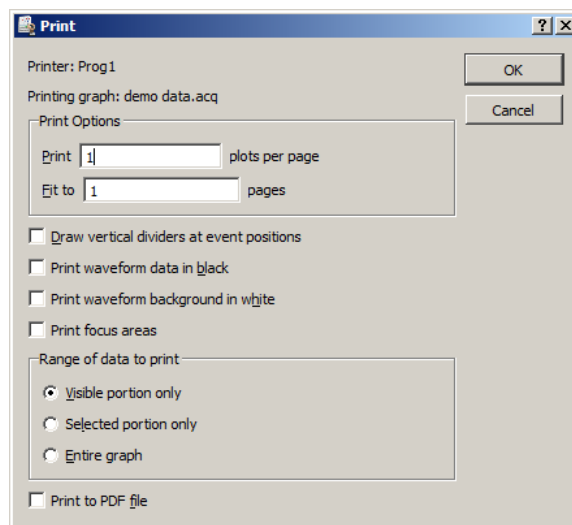 Print
Printer: Prog1
OK
Printing graph: demo data.acq
Cancel
Print Options
Print 1 plots per page
Fit to 1 pages
Draw vertical dividers at event positions
Print waveform data in black
Print waveform background in white
Print focus areas
Range of data to print
Visible portion only
Selected portion only
Entire graph
Print to PDF file